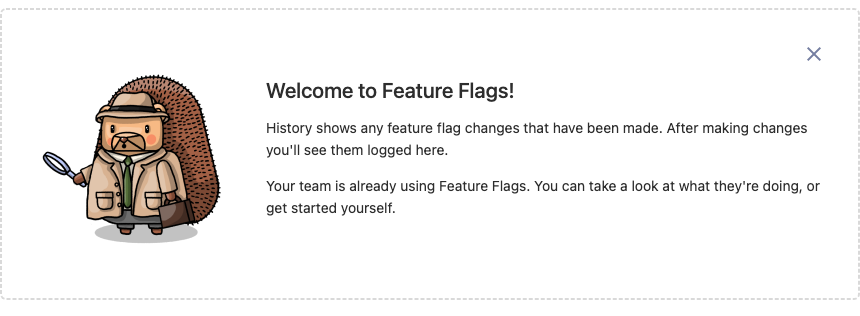 Welcome to Feature Flags!
History shows any feature flag changes that have been made. After making changes
you'll see them logged here.
Your team is already using Feature Flags. You can take a look at what they're doing, or
get started yourself.